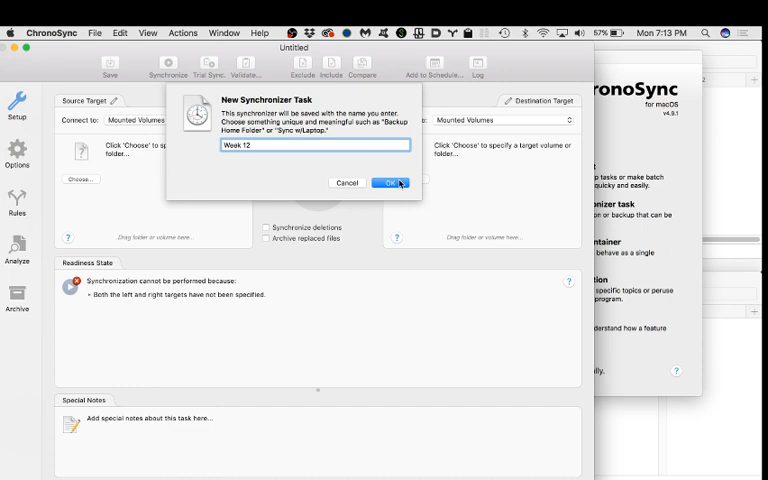 ChronoSync File Edit View Actions Window Help 57% Mon 7:13 PM
Untitled
Save Synchronize Trial Sync. Validate... Exclude Include Compare Add to Schedule... Log
Setup
Options
Rules
Analyze
Archive
New Synchronizer Task
This synchronizer will be saved with the name you enter.
Choose something unique and meaningful such as "Backup
Home Folder" or "Sync w/Laptop."
Week 12
Cancel OK
Source Target
Connect to: Mounted Volumes
Click 'Choose' to sp
folder...
Choose...
? Drag folder or volume here...
Synchronize deletions
Archive replaced files
Destination Target
o: Mounted Volumes
Click 'Choose' to specify a target volume or
folder...
? Drag folder or volume here...
Readiness State
Synchronization cannot be performed because:
Both the left and right targets have not been specified.
?
Special Notes
Add special notes about this task here...
ronoSync
for macOS
v4.9.1
t
p tasks or make batch
quickly and easily.
nizer task
on or backup that can be
ntainer
behave as a single
tion
specific topics or peruse
program.
derstand how a feature
lly.
?
2